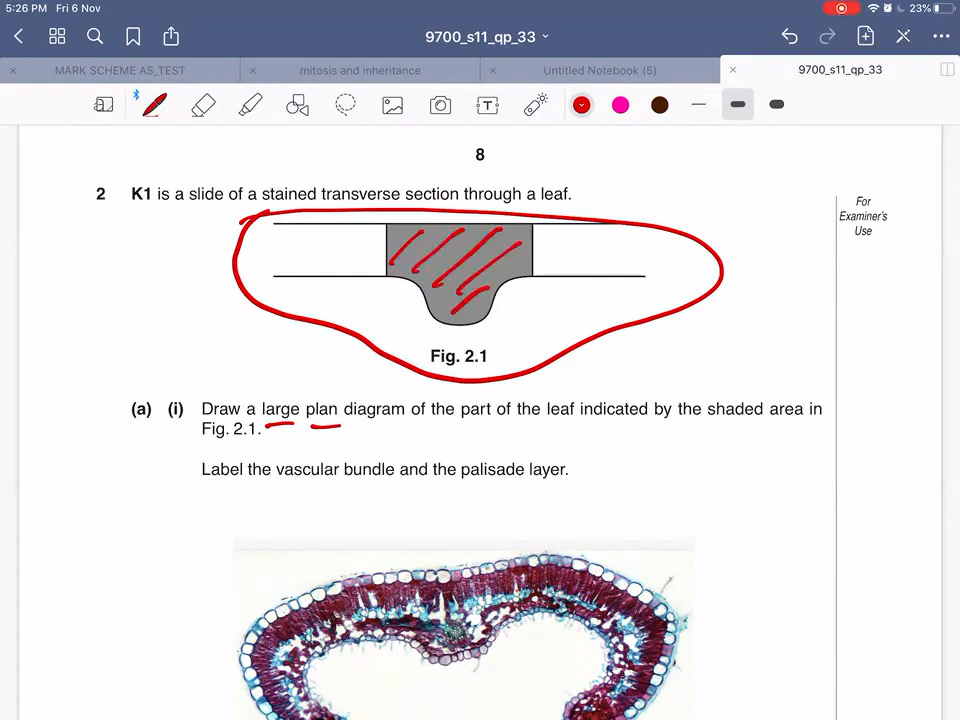 5:26 PM Fri 6 Nov 23%
9700_s11_qp_33
MARK SCHEME AS_TEST mitosis and inheritance Untitled Notebook (5) 9700_s11_qp_33
8
2 K1 is a slide of a stained transverse section through a leaf.
For
Examiner's
Use
Fig. 2.1
(a) (i) Draw a large plan diagram of the part of the leaf indicated by the shaded area in
Fig. 2.1.
Label the vascular bundle and the palisade layer.